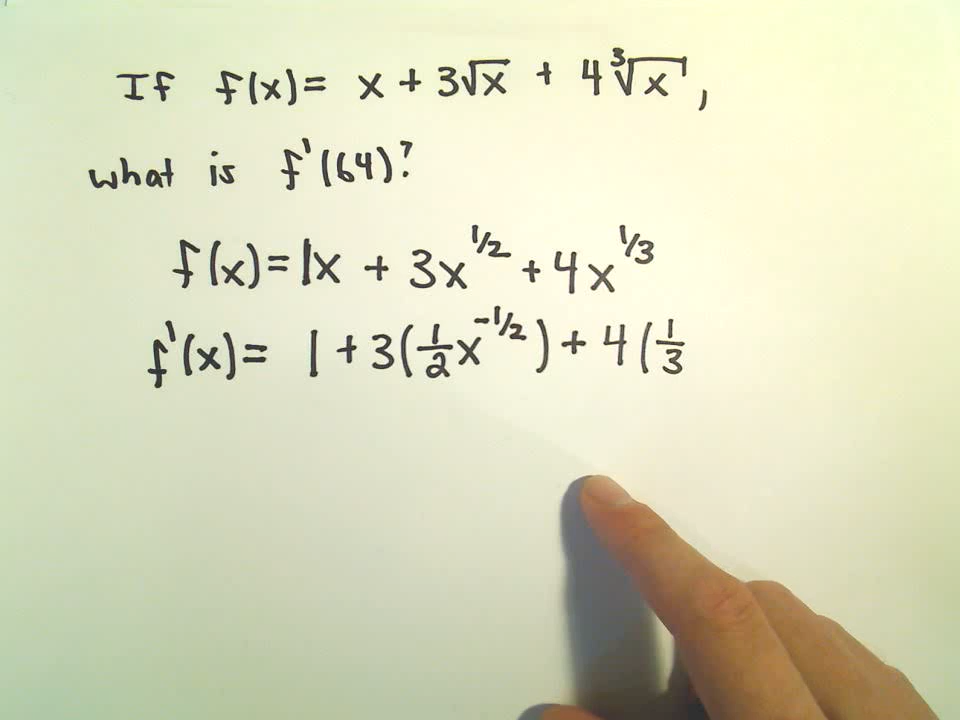 If f(x) = x + 3√x + 4∛x,
what is f'(64)?
f(x) = 1x + 3x^1/2 + 4x^1/3
f'(x) = 1 + 3(1/2 x^-1/2) + 4(1/3